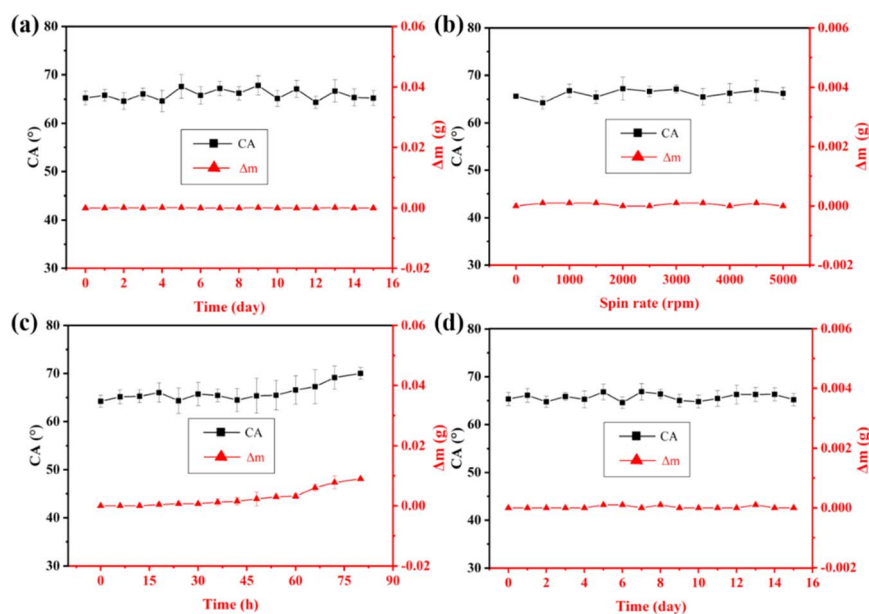 (a)
80
70
60
50
40
30
CA (°)
0 2 4 6 8 10 12 14 16
Time (day)
0.06
0.04
0.02
0.00
-0.02
Δm (g)
CA
Δm
(b)
80
70
60
50
40
30
CA (°)
0 1000 2000 3000 4000 5000
Spin rate (rpm)
0.006
0.004
0.002
0.000
-0.002
Δm (g)
CA
Δm
(c)
80
70
60
50
40
30
CA (°)
0 15 30 45 60 75 90
Time (h)
0.06
0.04
0.02
0.00
-0.02
Δm (g)
CA
Δm
(d)
80
70
60
50
40
30
CA (°)
0 2 4 6 8 10 12 14 16
Time (day)
0.006
0.004
0.002
0.000
-0.002
Δm (g)
CA
Δm